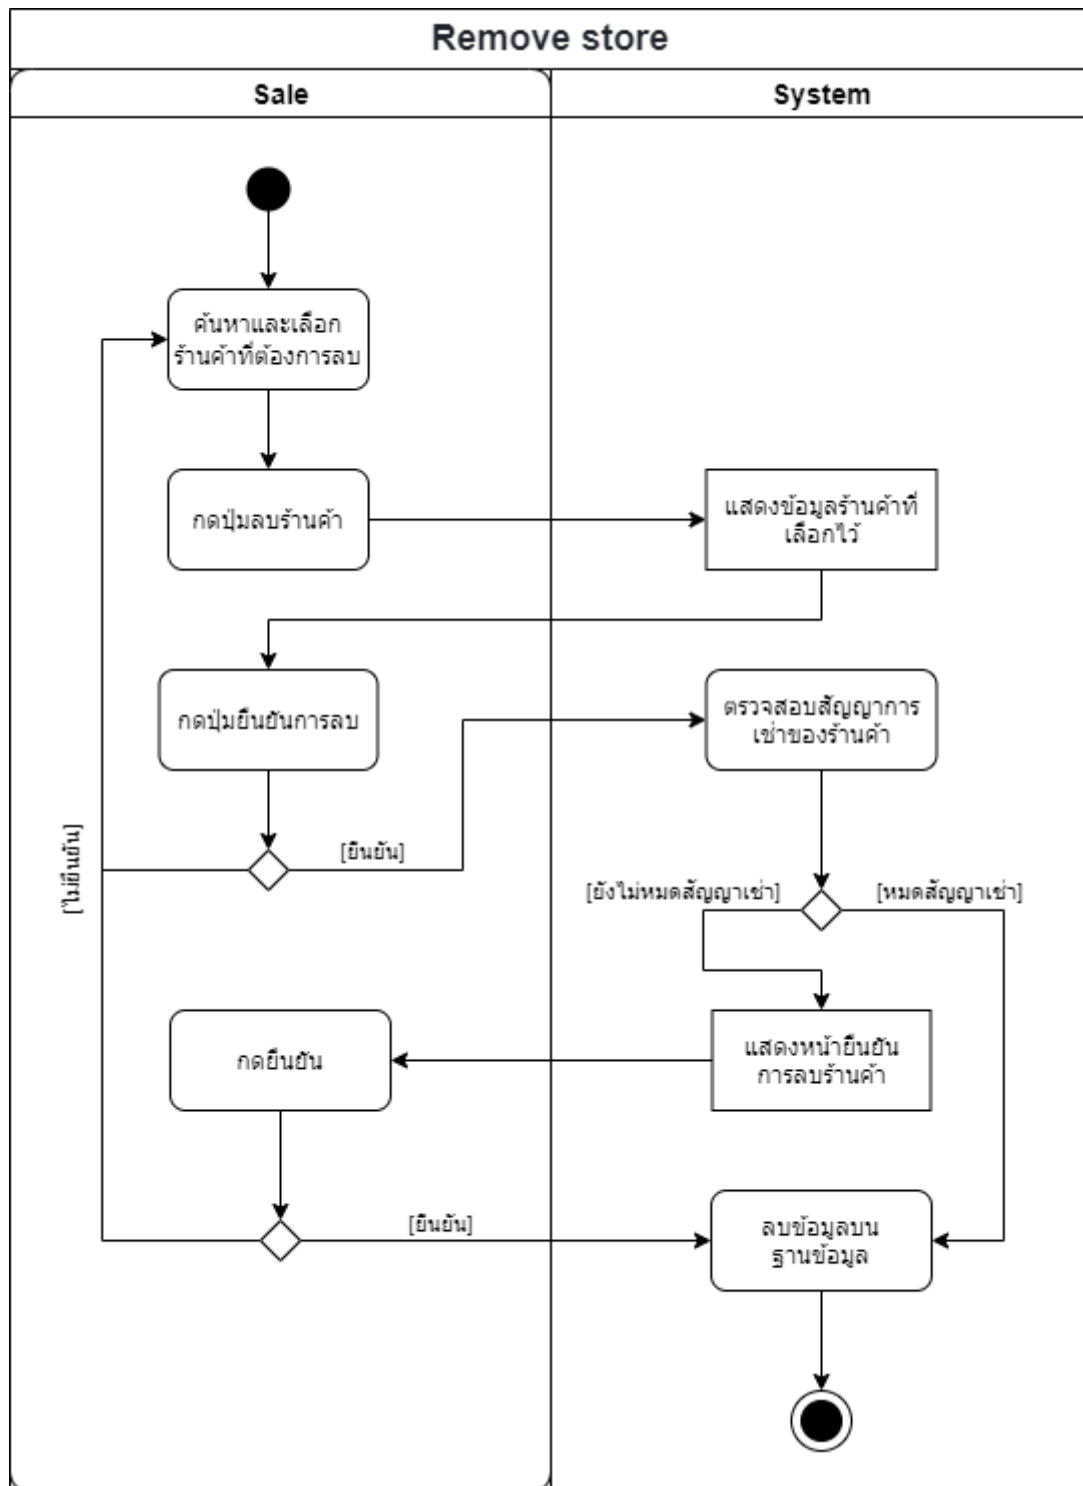 Remove store
Sale
System
ค้นหาและเลือก
ร้านค้าที่ต้องการลบ
กดปุ่มลบร้านค้า
แสดงข้อมูลร้านค้าที่
เลือกไว้
กดปุ่มยืนยันการลบ
ตรวจสอบสัญญาการ
เช่าของร้านค้า
[ไม่ยืนยัน]
[ยืนยัน]
[ยังไม่หมดสัญญาเช่า]
[หมดสัญญาเช่า]
กดยืนยัน
แสดงหน้ายืนยัน
การลบร้านค้า
[ยืนยัน]
ลบข้อมูลบน
ฐานข้อมูล